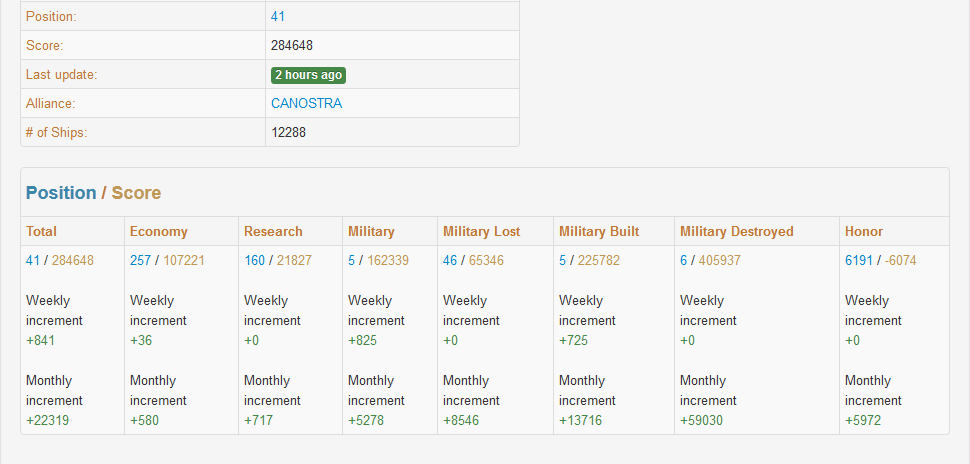 Position: 41
Score: 284648
Last update: 2 hours ago
Alliance: CANOSTRA
# of Ships: 12288
Position / Score
Total Economy Research Military Military Lost Military Built Military Destroyed Honor
41 / 284648 257 / 107221 160 / 21827 5 / 162339 46 / 65346 5 / 225782 6 / 405937 6191 / -6074
Weekly Weekly Weekly Weekly Weekly Weekly Weekly Weekly
increment increment increment increment increment increment increment increment
+841 +36 +0 +825 +0 +725 +0 +0
Monthly Monthly Monthly Monthly Monthly Monthly Monthly Monthly
increment increment increment increment increment increment increment increment
+22319 +580 +717 +5278 +8546 +13716 +59030 +5972